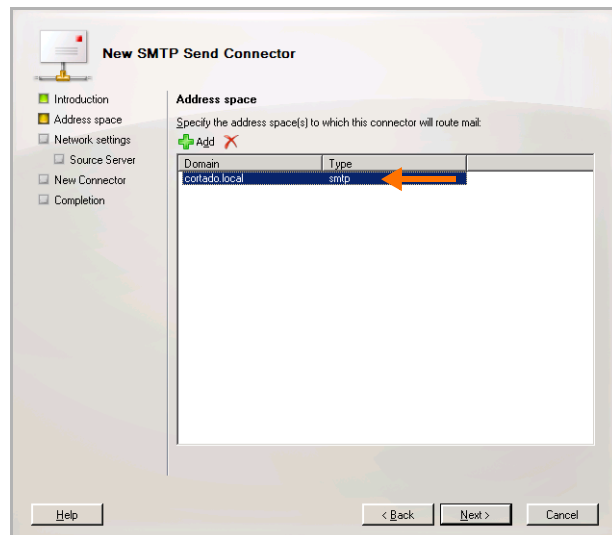 New SMTP Send Connector
Introduction
Address space
Network settings
Source Server
New Connector
Completion
Address space
Specify the address space(s) to which this connector will route mail:
Add
Domain Type
cortado.local smtp
Help < Back Next > Cancel